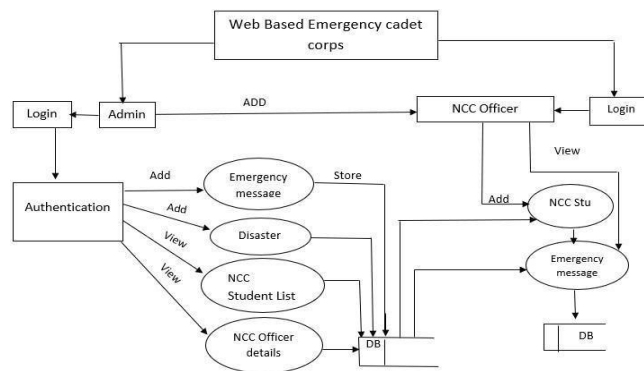 Web Based Emergency cadet
corps
Login
Admin
ADD
NCC Officer
Login
View
Authentication
Add
Emergency
message
Store
Add
NCC Stu
Add
Disaster
View
NCC
Student List
Emergency
message
View
NCC Officer
details
DB
DB